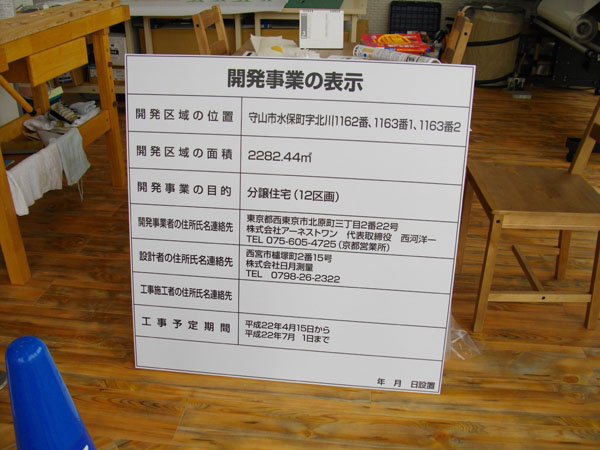 開発事業の表示
開発区域の位置 守山市水保町字北川1162番、1163番1、1163番2
開発区域の面積 2282.44㎡
開発事業の目的 分譲住宅（12区画）
開発事業者の住所氏名連絡先 東京都西東京市北原町三丁目2番22号
株式会社アーネストワン　代表取締役　西河洋一
TEL 075-605-4725（京都営業所）
設計者の住所氏名連絡先 西宮市樨塚町2番15号
株式会社日月測量
TEL　0798-26-2322
工事施工者の住所氏名連絡先
工事予定期間 平成22年4月15日から
平成22年7月　1日まで
年　月　日設置